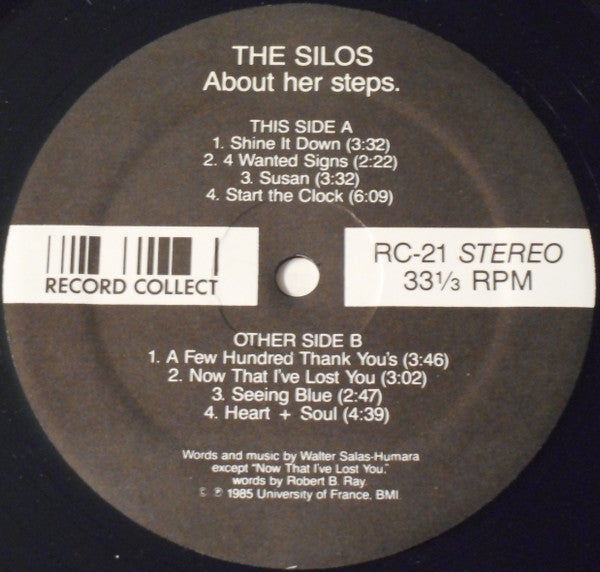 THE SILOS
About her steps.
THIS SIDE A
1. Shine It Down (3:32)
2. 4 Wanted Signs (2:22)
3. Susan (3:32)
4. Start the Clock (6:09)
RECORD COLLECT
RC-21 STEREO
33⅓ RPM
OTHER SIDE B
1. A Few Hundred Thank You's (3:46)
2. Now That I've Lost You (3:02)
3. Seeing Blue (2:47)
4. Heart + Soul (4:39)
Words and music by Walter Salas-Humara
except "Now That I've Lost You."
words by Robert B. Ray.
© ℗ 1985 University of France, BMI.